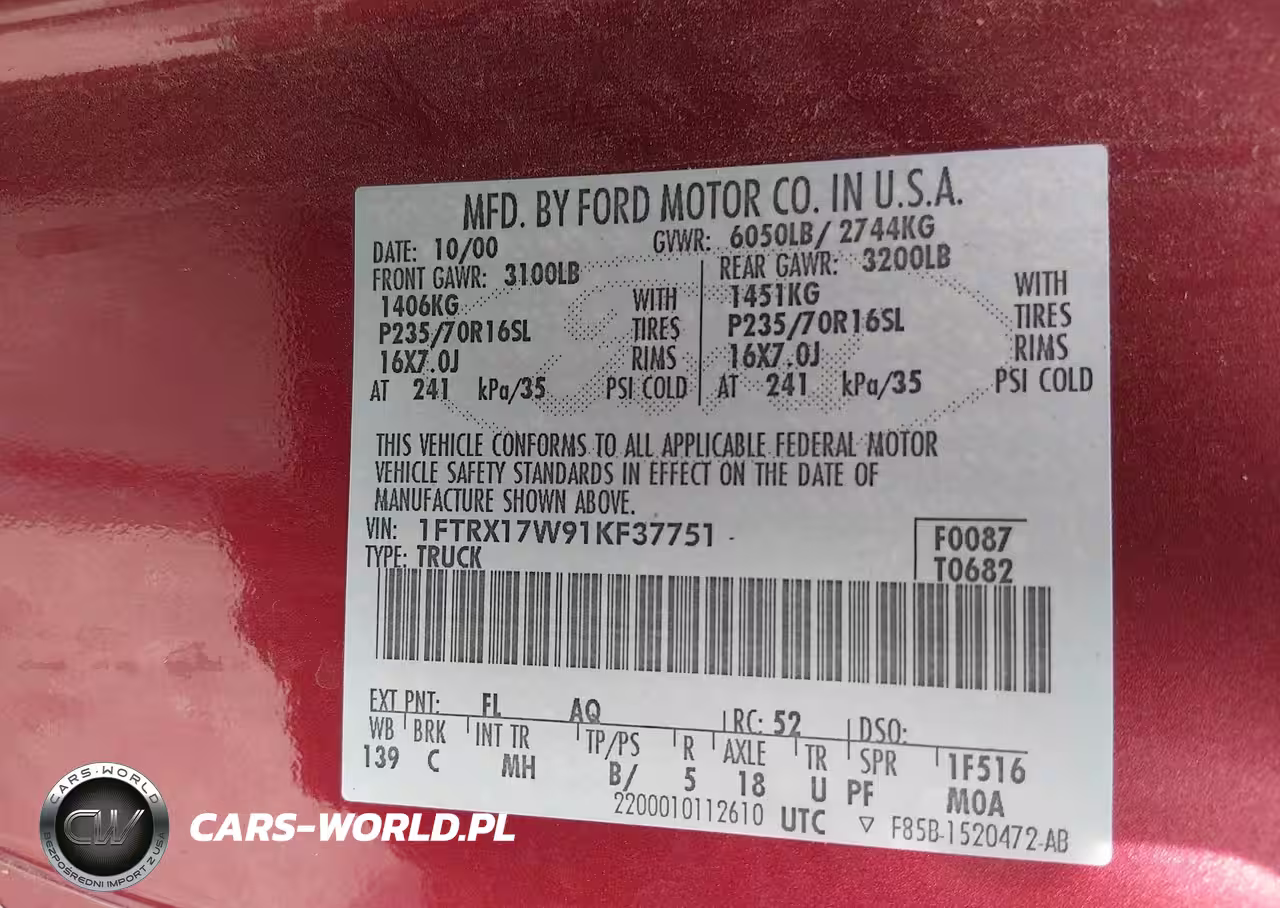 MFD. BY FORD MOTOR CO. IN U.S.A.
DATE: 10/00 GVWR: 6050LB/ 2744KG
FRONT GAWR: 3100LB REAR GAWR: 3200LB
1406KG WITH 1451KG WITH
P235/70R16SL TIRES P235/70R16SL TIRES
16X7.0J RIMS 16X7.0J RIMS
AT 241 kPa/35 PSI COLD AT 241 kPa/35 PSI COLD
THIS VEHICLE CONFORMS TO ALL APPLICABLE FEDERAL MOTOR
VEHICLE SAFETY STANDARDS IN EFFECT ON THE DATE OF
MANUFACTURE SHOWN ABOVE.
VIN: 1FTRX17W91KF37751
F0087
TYPE: TRUCK
T0682
EXT PNT: FL AQ RC: 52 DSO:
WB BRK INT TR TP/PS R AXLE TR SPR 1F516
139 C MH B/ 5 18 U PF M0A
2200010112610 UTC ▽ F85B-1520472-AB
CARS-WORLD
CW
BEZPOŚREDNI IMPORT Z USA
CARS-WORLD.PL